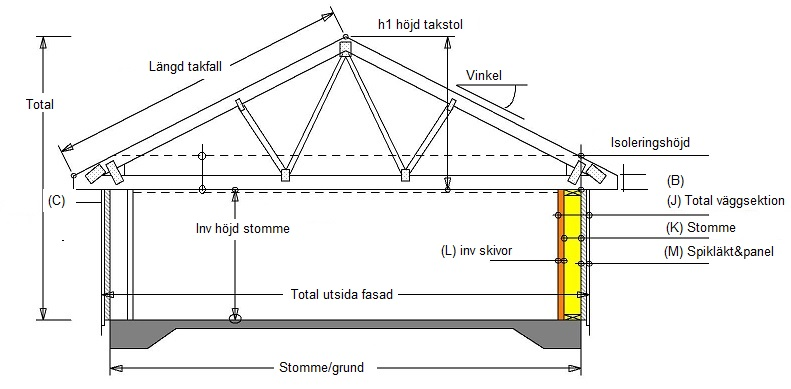 h1 höjd takstol
Längd takfall
Vinkel
Total
Isoleringshöjd
(B)
(C)
(J) Total väggsektion
Inv höjd stomme
(K) Stomme
(L) inv skivor
(M) Spikläkt&panel
Total utsida fasad
Stomme/grund